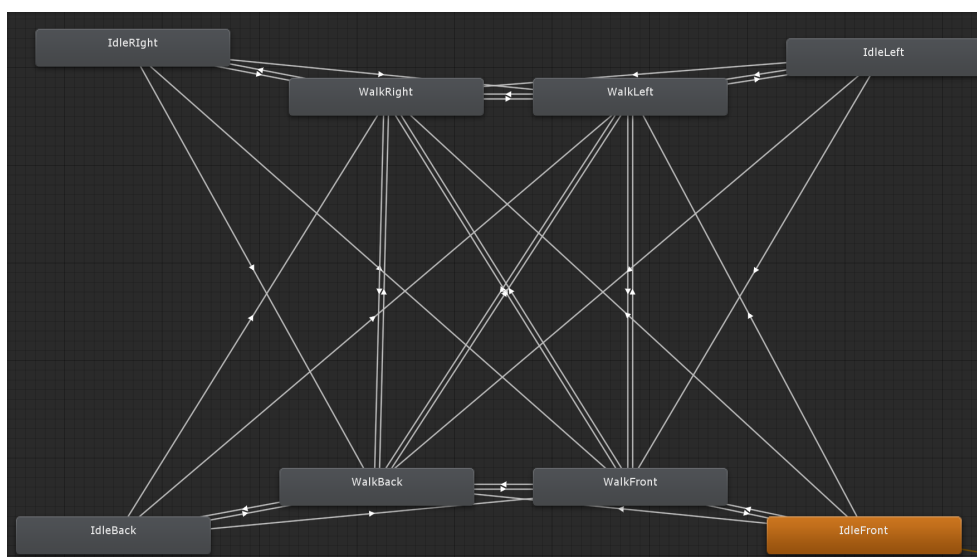 IdleRIght
IdleLeft
WalkRight
WalkLeft
WalkBack
WalkFront
IdleBack
IdleFront